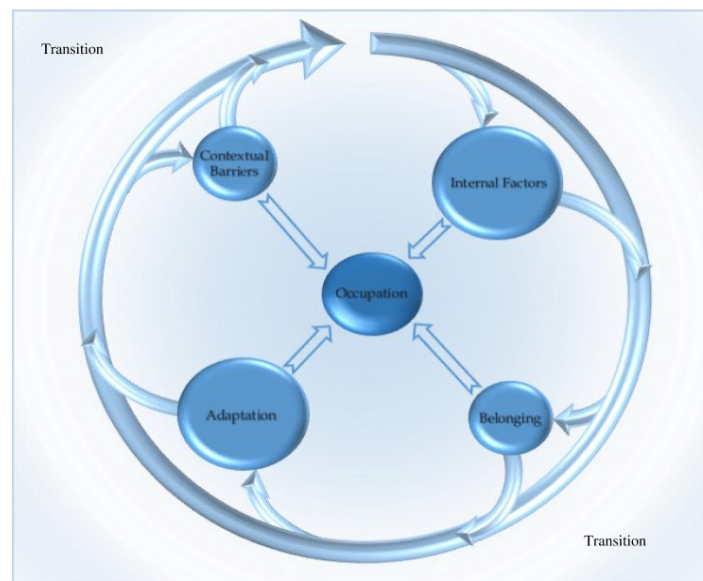 Transition
Contextual
Barriers
Internal Factors
Occupation
Adaptation
Belonging
Transition